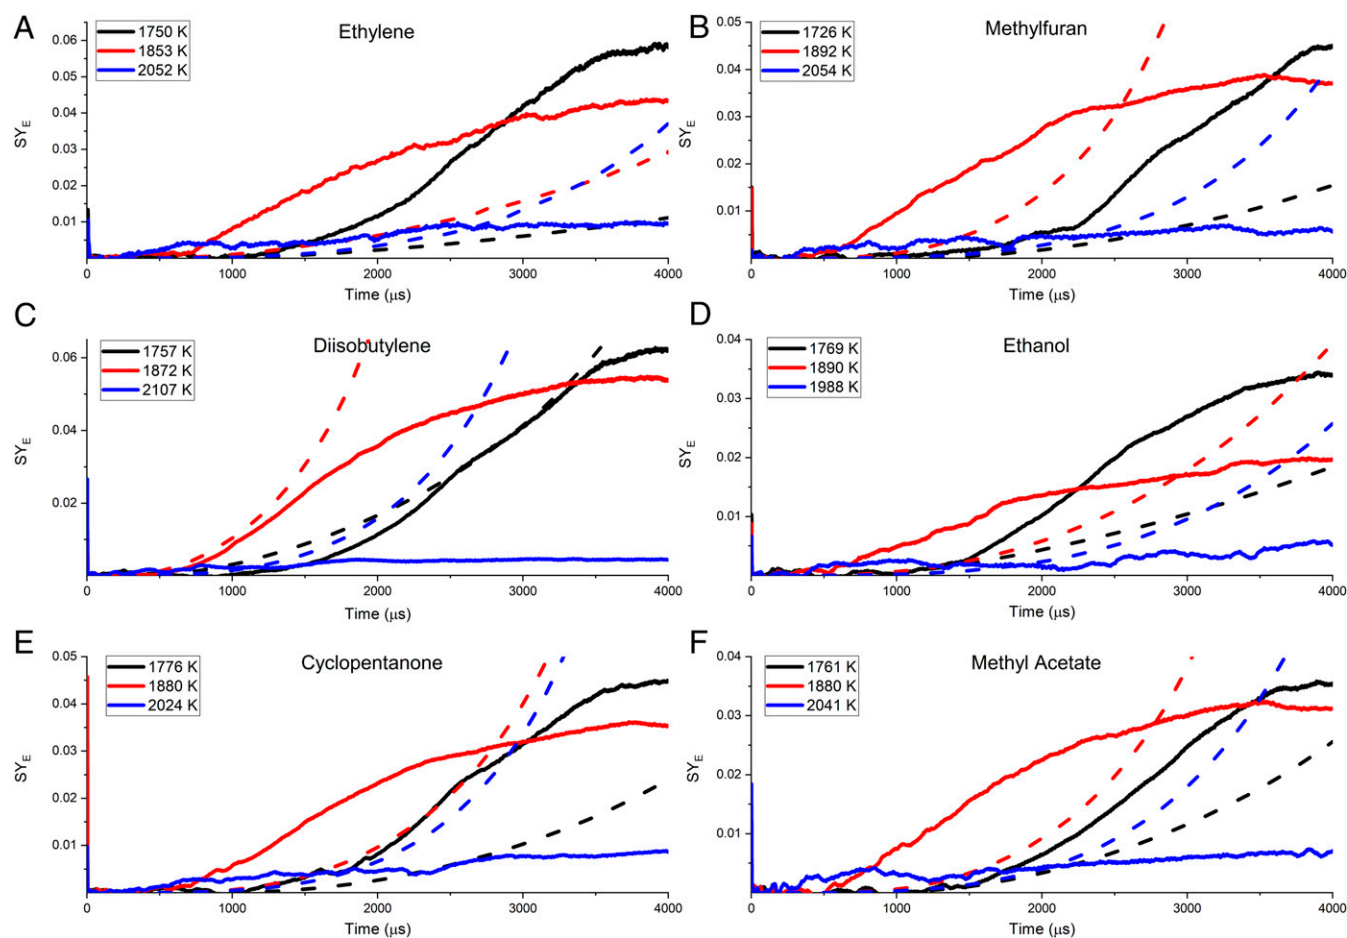 A
Ethylene
1750 K
1853 K
2052 K
0.06
0.05
0.04
0.03
0.02
0.01
SYE
0
1000
2000
3000
4000
Time (μs)
B
Methylfuran
1726 K
1892 K
2054 K
0.05
0.04
0.03
0.02
0.01
SYE
0
1000
2000
3000
4000
Time (μs)
C
Diisobutylene
1757 K
1872 K
2107 K
0.06
0.04
0.02
SYE
0
1000
2000
3000
4000
Time (μs)
D
Ethanol
1769 K
1890 K
1988 K
0.04
0.03
0.02
0.01
SYE
0
1000
2000
3000
4000
Time (μs)
E
Cyclopentanone
1776 K
1880 K
2024 K
0.05
0.04
0.03
0.02
0.01
SYE
0
1000
2000
3000
4000
Time (μs)
F
Methyl Acetate
1761 K
1880 K
2041 K
0.04
0.03
0.02
0.01
SYE
0
1000
2000
3000
4000
Time (μs)